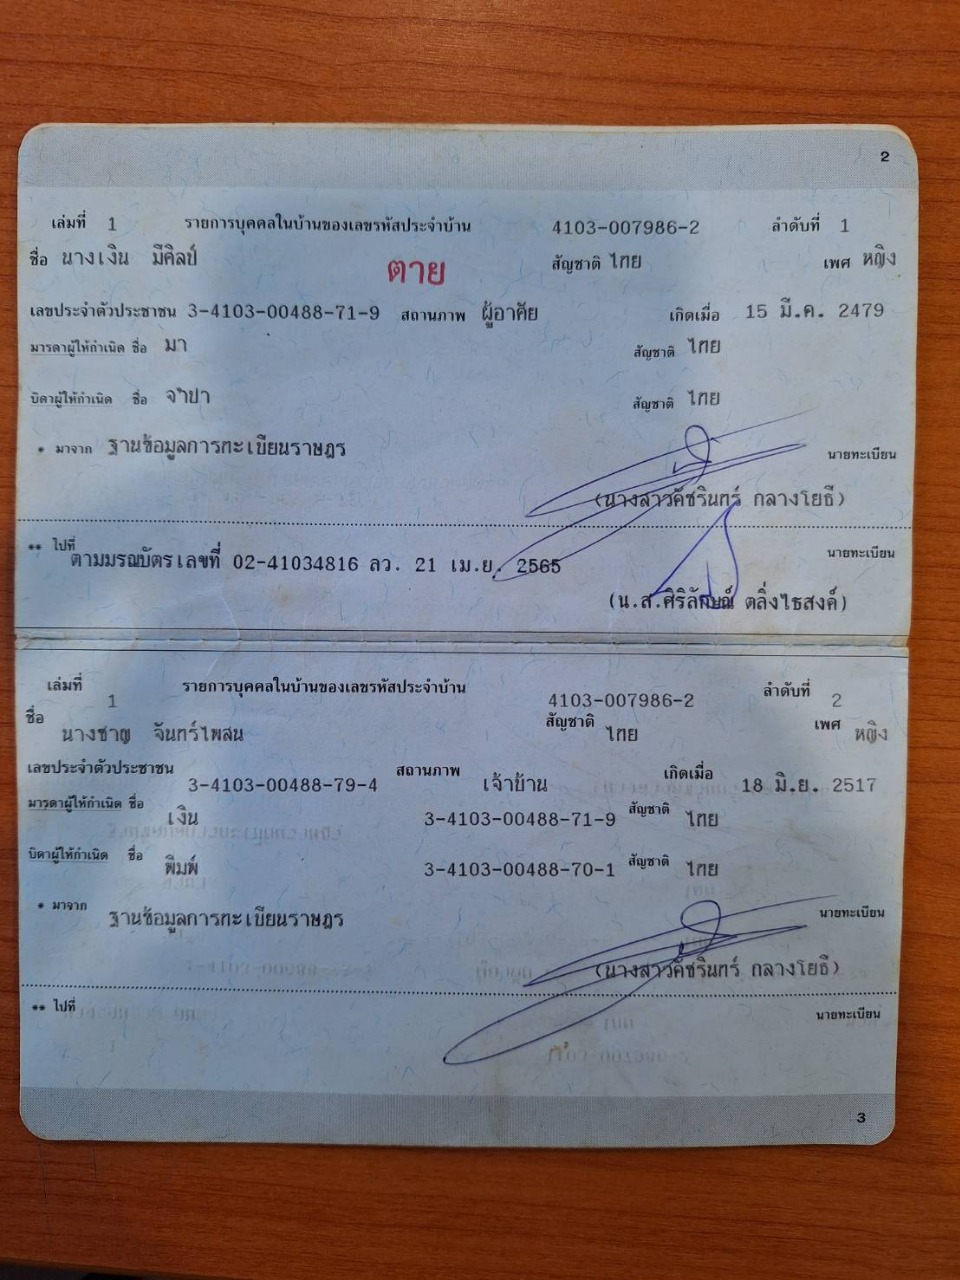 2
เล่มที่ 1 รายการบุคคลในบ้านของเลขรหัสประจำบ้าน 4103-007986-2 ลำดับที่ 1
ชื่อ นางเงิน มีศิลป์ ตาย สัญชาติ ไทย เพศ หญิง
เลขประจำตัวประชาชน 3-4103-00488-71-9 สถานภาพ ผู้อาศัย เกิดเมื่อ 15 มี.ค. 2479
มารดาผู้ให้กำเนิด ชื่อ มา สัญชาติ ไทย
บิดาผู้ให้กำเนิด ชื่อ จำปา สัญชาติ ไทย
* มาจาก ฐานข้อมูลการทะเบียนราษฎร นายทะเบียน
(นางสาววัชรินทร์ กลางโยธี)
** ไปที่ ตามมรณบัตรเลขที่ 02-41034816 ลว. 21 เม.ย. 2565 นายทะเบียน
(น.ส.ศิริลักษณ์ ตลิ่งไธสงค์)
เล่มที่ 1 รายการบุคคลในบ้านของเลขรหัสประจำบ้าน 4103-007986-2 ลำดับที่ 2
ชื่อ นางชาญ จันทร์ไพสน สัญชาติ ไทย เพศ หญิง
เลขประจำตัวประชาชน 3-4103-00488-79-4 สถานภาพ เจ้าบ้าน เกิดเมื่อ 18 มิ.ย. 2517
มารดาผู้ให้กำเนิด ชื่อ เงิน 3-4103-00488-71-9 สัญชาติ ไทย
บิดาผู้ให้กำเนิด ชื่อ พิมพ์ 3-4103-00488-70-1 สัญชาติ ไทย
* มาจาก ฐานข้อมูลการทะเบียนราษฎร นายทะเบียน
(นางสาววัชรินทร์ กลางโยธี)
** ไปที่ นายทะเบียน
3